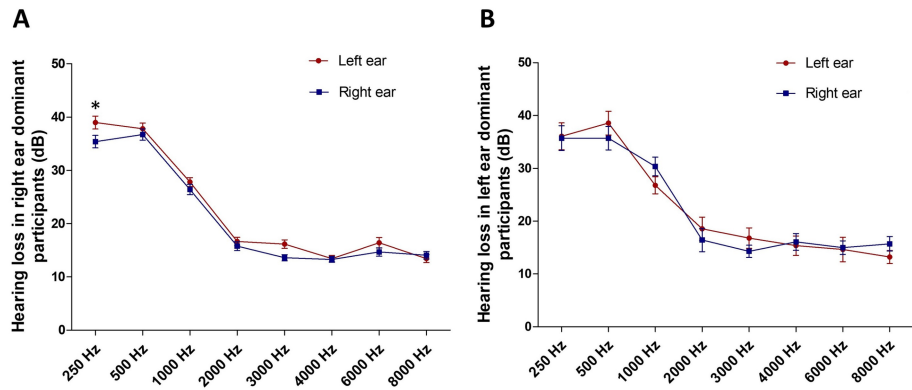 A
Hearing loss in right ear dominant
participants (dB)
50
40
30
20
10
0
*
Left ear
Right ear
250 Hz
500 Hz
1000 Hz
2000 Hz
3000 Hz
4000 Hz
6000 Hz
8000 Hz
B
Hearing loss in left ear dominant
participants (dB)
50
40
30
20
10
0
Left ear
Right ear
250 Hz
500 Hz
1000 Hz
2000 Hz
3000 Hz
4000 Hz
6000 Hz
8000 Hz